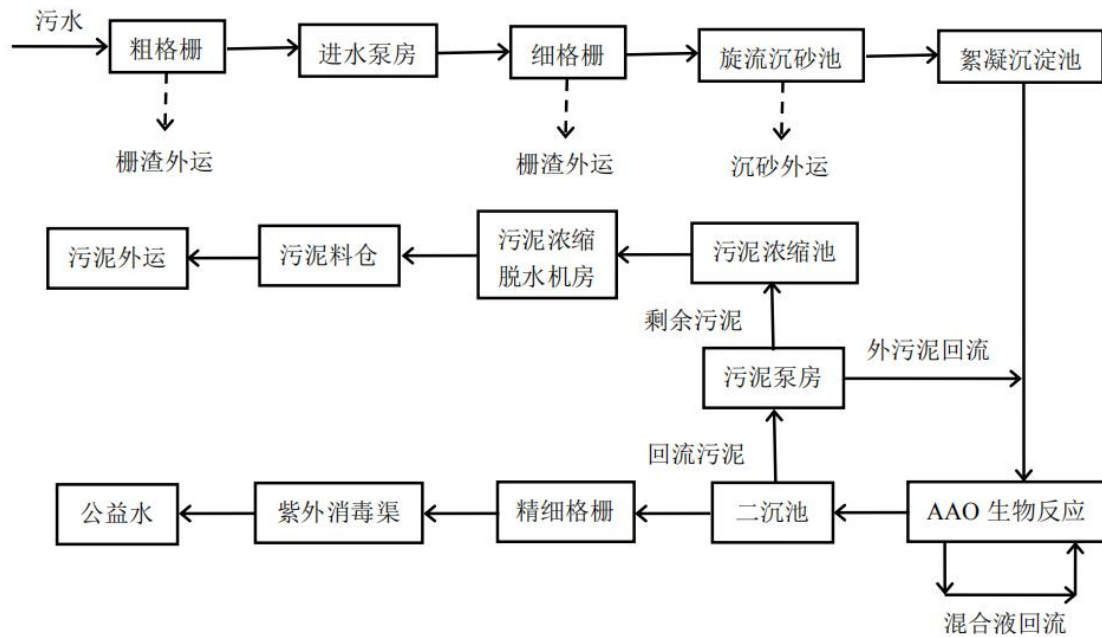 污水
粗格栅
进水泵房
细格栅
旋流沉砂池
絮凝沉淀池
栅渣外运
栅渣外运
沉砂外运
污泥外运
污泥料仓
污泥浓缩
脱水机房
污泥浓缩池
剩余污泥
外污泥回流
污泥泵房
回流污泥
公益水
紫外消毒渠
精细格栅
二沉池
AAO 生物反应
混合液回流